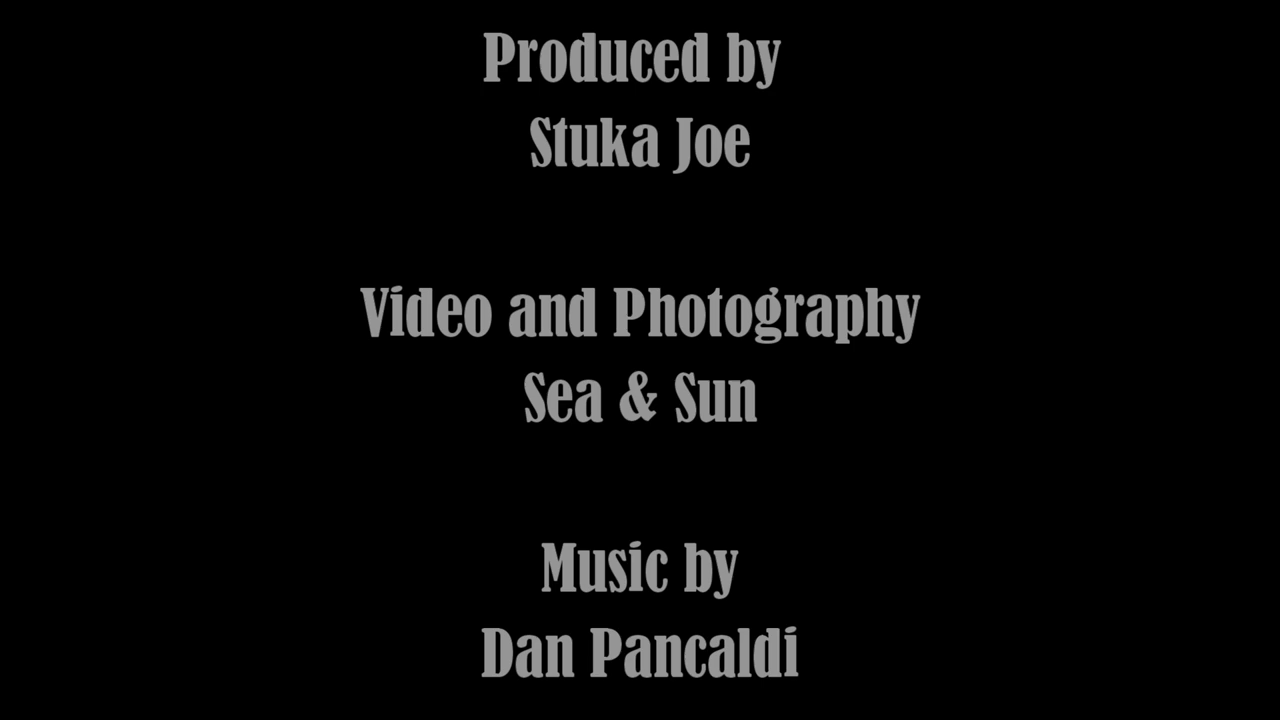 Produced by
Stuka Joe
Video and Photography
Sea & Sun
Music by
Dan Pancaldi